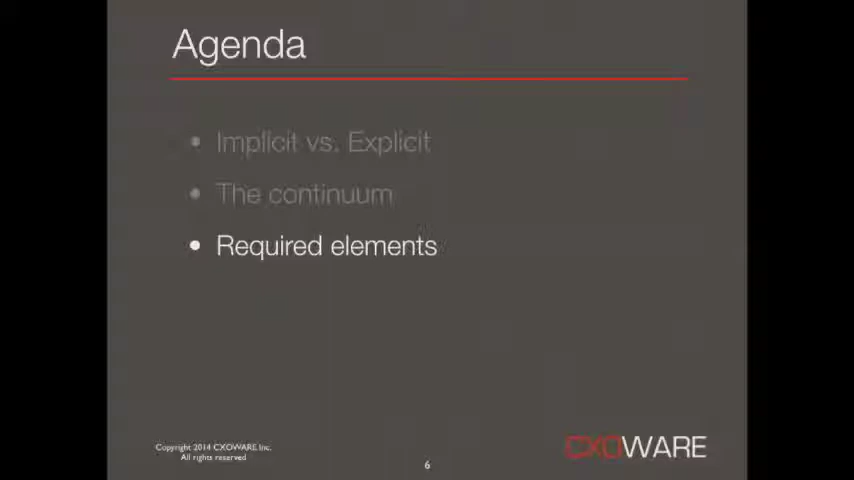 Agenda
• Implicit vs. Explicit
• The continuum
• Required elements
Copyright 2014 CXOWARE Inc.
All rights reserved
6
CXOWARE